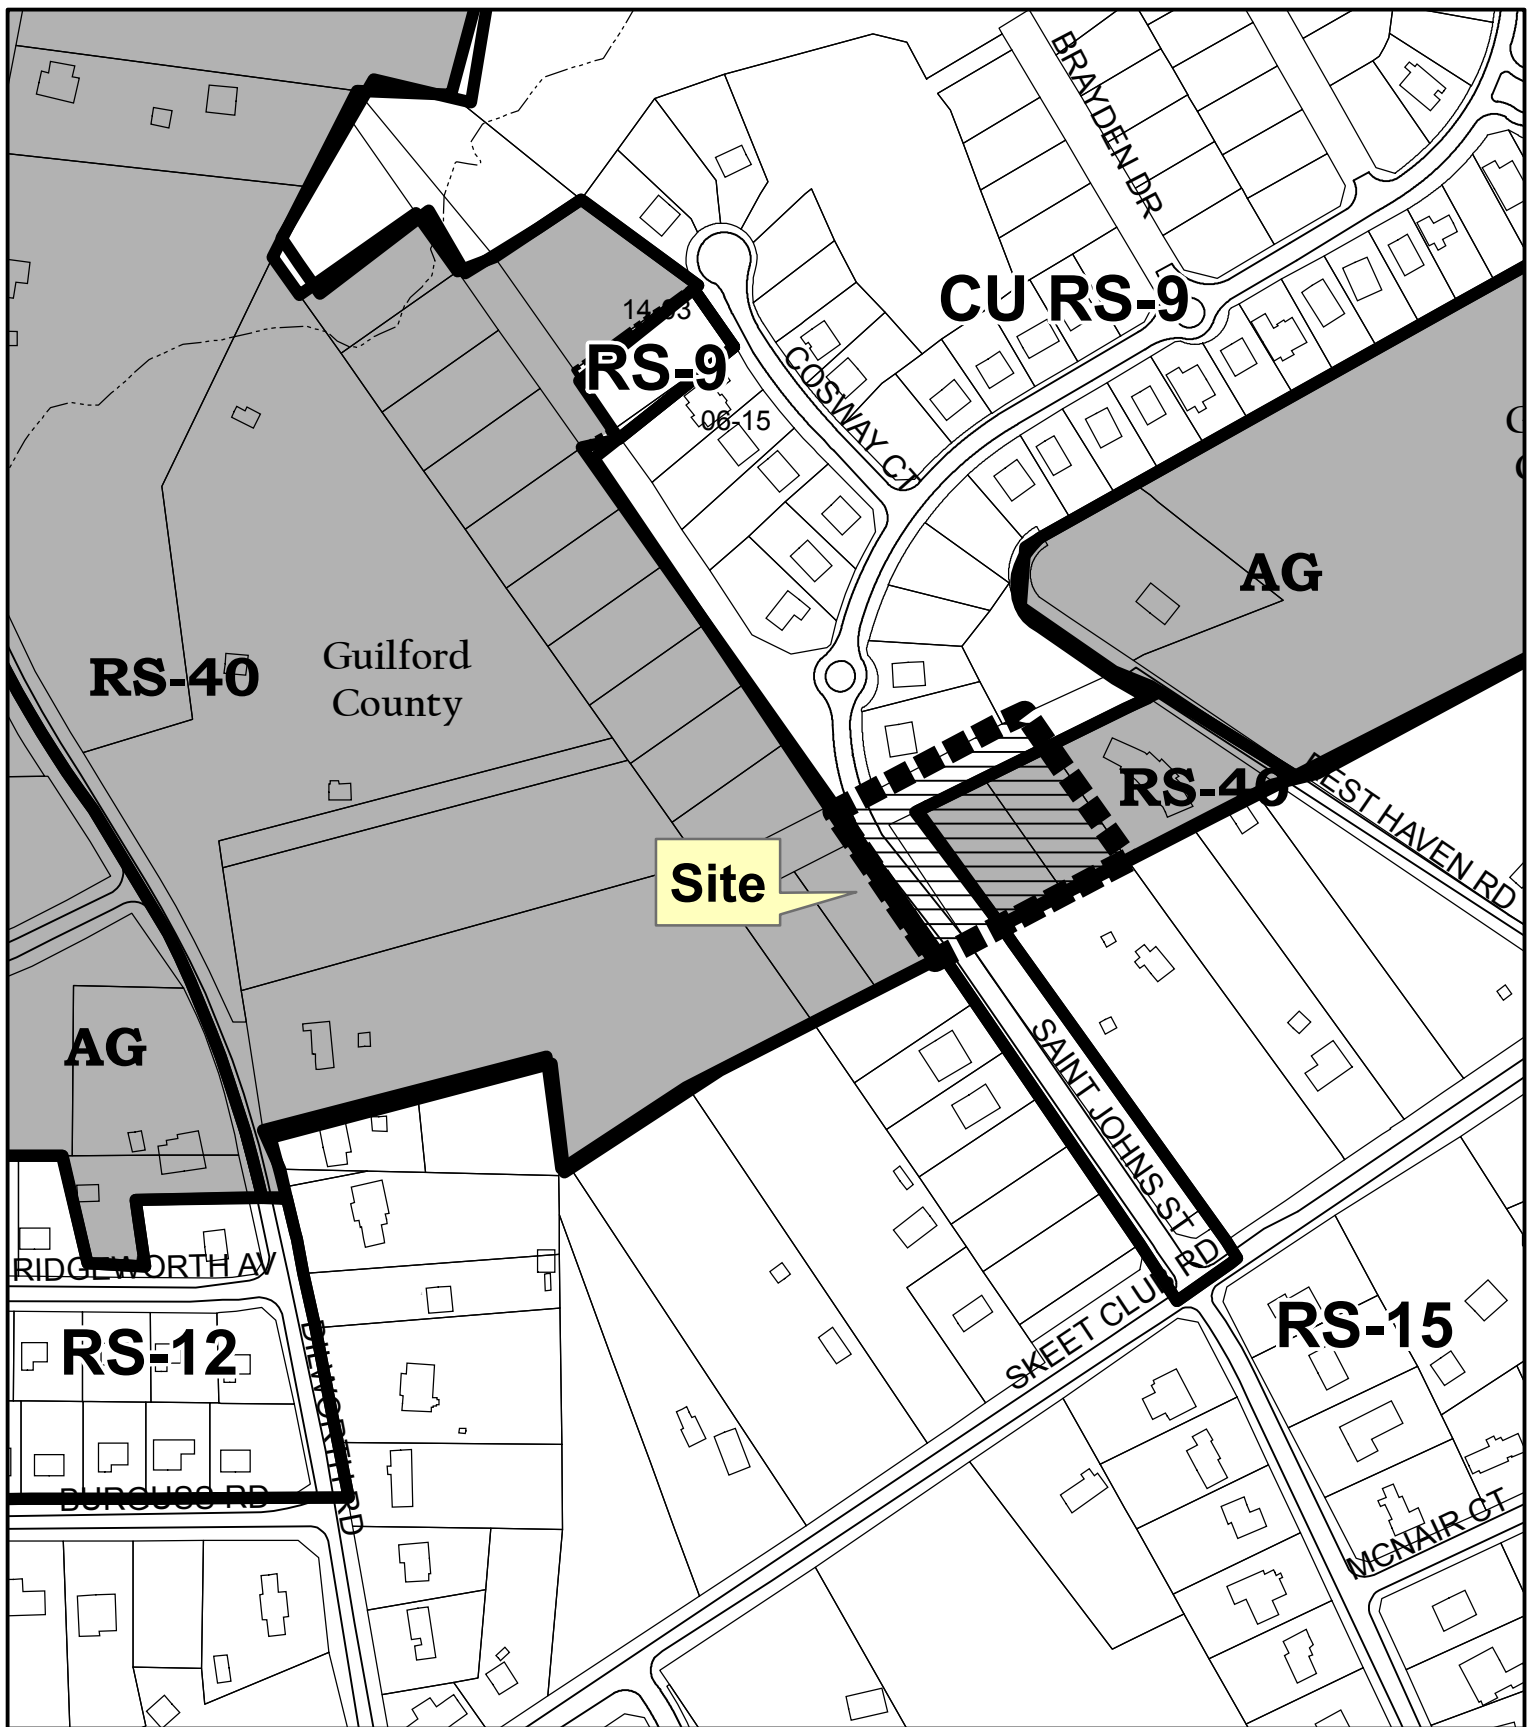 BRAYDEN DR
CU RS-9
14-03
RS-9
COSWAY CT
06-15
AG
Guilford
County
RS-40
RS-40
LEST HAVEN RD
Site
SAINT JOHNS ST
AG
RIDGEWORTH AV
SKEET CLUB RD
RS-15
RS-12
DILWORTH RD
BURGUSS RD
MCNAIR CT